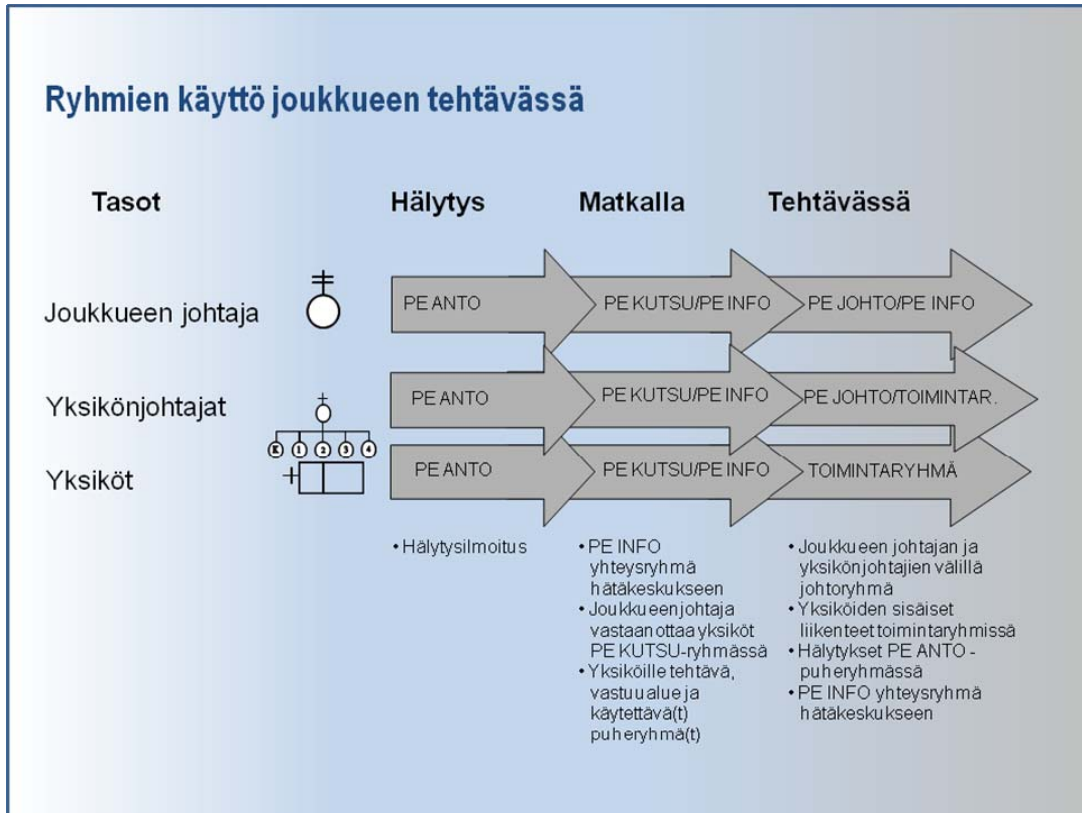 Ryhmien käyttö joukkueen tehtävässä
Tasot Hälytys Matkalla Tehtävässä
Joukkueen johtaja PE ANTO PE KUTSU/PE INFO PE JOHTO/PE INFO
Yksikönjohtajat PE ANTO PE KUTSU/PE INFO PE JOHTO/TOIMINTAR.
K 1 2 3 4
Yksiköt PE ANTO PE KUTSU/PE INFO TOIMINTARYHMÄ
• Hälytysilmoitus
• PE INFO
yhteysryhmä
hätäkeskukseen
• Joukkueenjohtaja
vastaanottaa yksiköt
PE KUTSU-ryhmässä
• Yksiköille tehtävä,
vastuualue ja
käytettävä(t)
puheryhmä(t)
• Joukkueen johtajan ja
yksikönjohtajien välillä
johtoryhmä
• Yksiköiden sisäiset
liikenteet toimintaryhmissä
• Hälytykset PE ANTO -
puheryhmässä
• PE INFO yhteysryhmä
hätäkeskukseen